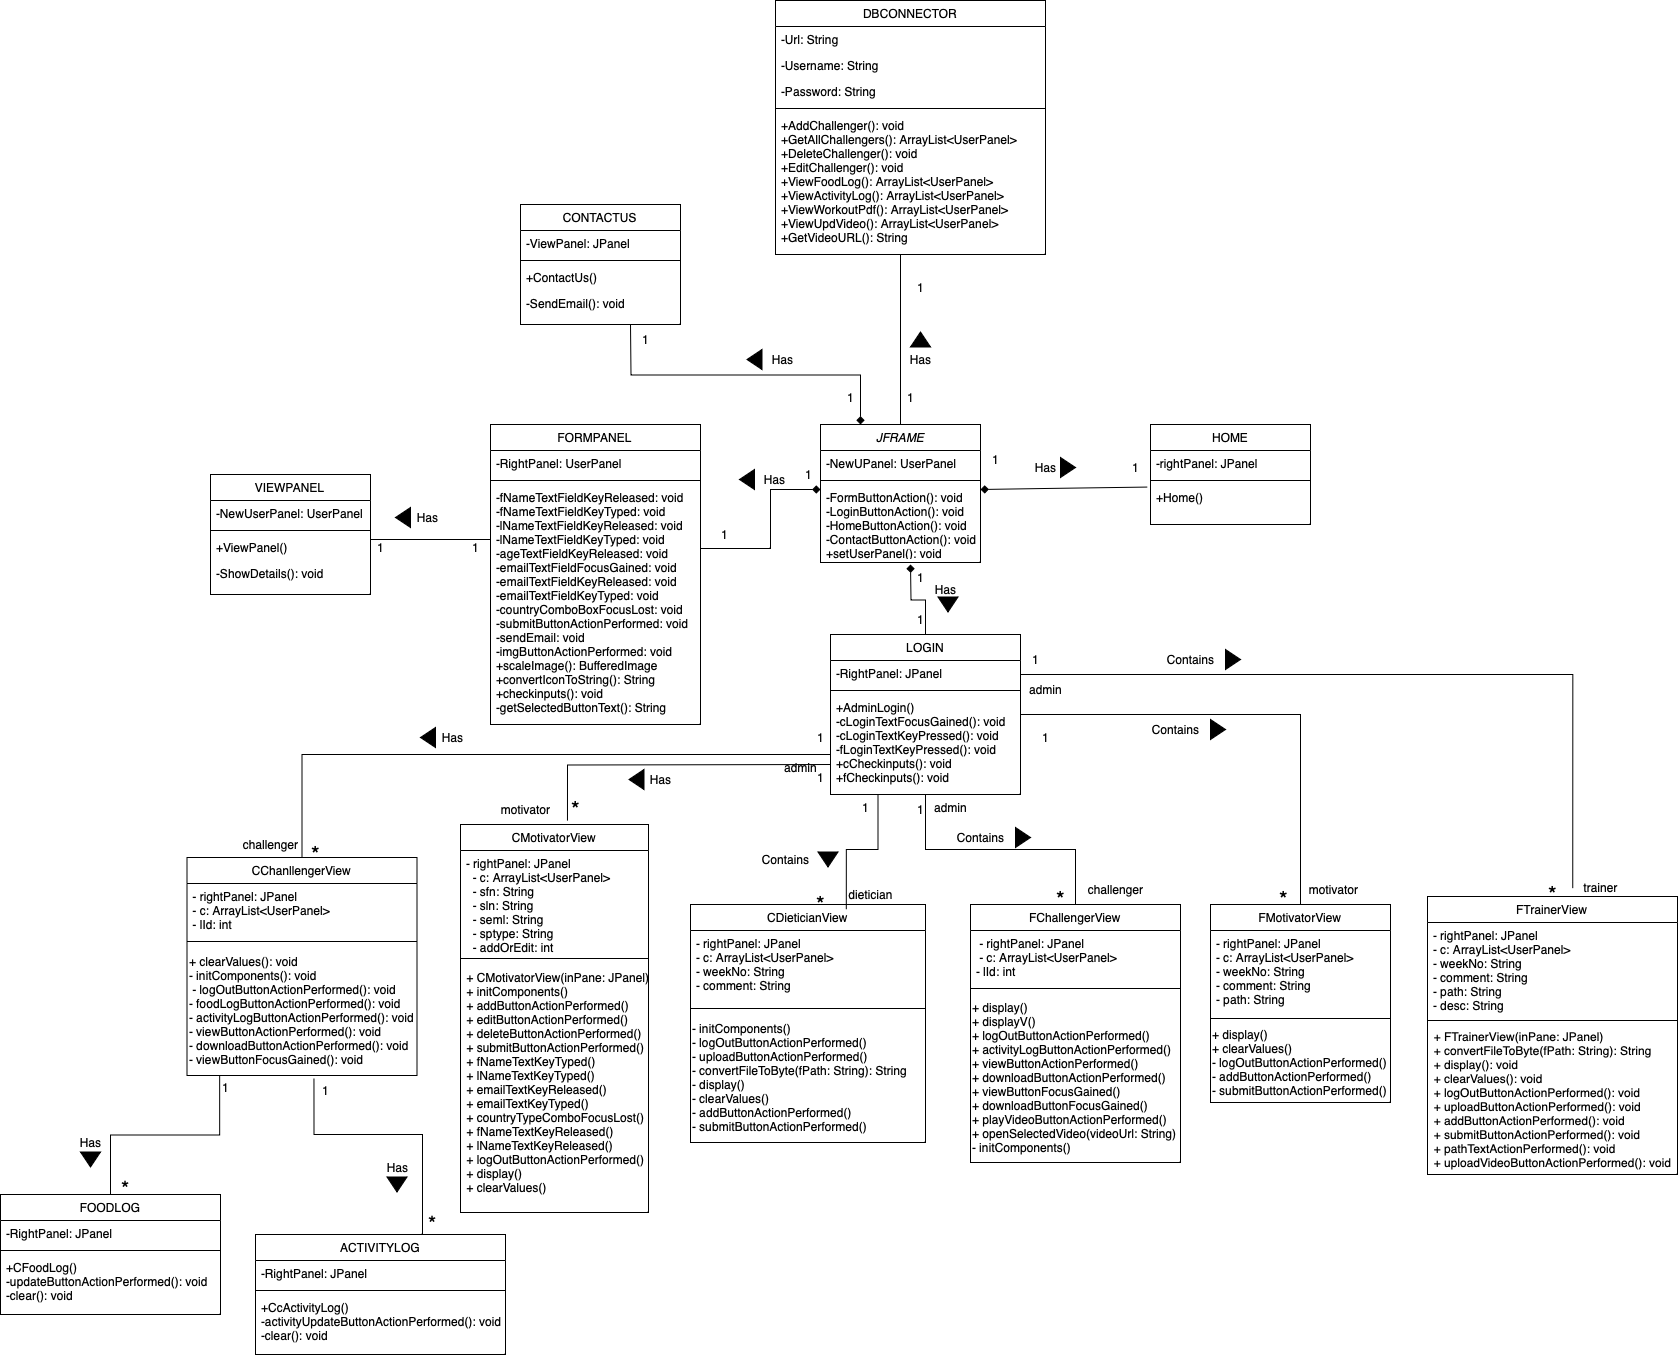 DBCONNECTOR
-Url: String
-Username: String
-Password: String
+AddChallenger(): void
+GetAllChallengers(): ArrayList<UserPanel>
+DeleteChallenger(): void
+EditChallenger(): void
+ViewFoodLog(): ArrayList<UserPanel>
+ViewActivityLog(): ArrayList<UserPanel>
+ViewWorkoutPdf(): ArrayList<UserPanel>
+ViewUpdVideo(): ArrayList<UserPanel>
+GetVideoURL(): String
CONTACTUS
-ViewPanel: JPanel
+ContactUs()
-SendEmail(): void
1
1
Has
Has
1
1
FORMPANEL
-RightPanel: UserPanel
-fNameTextFieldKeyReleased: void
-fNameTextFieldKeyTyped: void
-lNameTextFieldKeyReleased: void
-lNameTextFieldKeyTyped: void
-ageTextFieldKeyReleased: void
-emailTextFieldFocusGained: void
-emailTextFieldKeyReleased: void
-emailTextFieldKeyTyped: void
-countryComboBoxFocusLost: void
-submitButtonActionPerformed: void
-sendEmail: void
-imgButtonActionPerformed: void
+scaleImage(): BufferedImage
+convertIconToString(): String
+checkinputs(): void
-getSelectedButtonText(): String
JFRAME
-NewUPanel: UserPanel
-FormButtonAction(): void
-LoginButtonAction(): void
-HomeButtonAction(): void
-ContactButtonAction(): void
+setUserPanel(): void
HOME
-rightPanel: JPanel
+Home()
1
Has
1
Has
1
1
VIEWPANEL
-NewUserPanel: UserPanel
+ViewPanel()
-ShowDetails(): void
Has
1
1
1
Has
1
LOGIN
-RightPanel: JPanel
+AdminLogin()
-cLoginTextFocusGained(): void
-cLoginTextKeyPressed(): void
-fLoginTextKeyPressed(): void
+cCheckinputs(): void
+fCheckinputs(): void
1
Contains
admin
Contains
1
Has
1
admin
1
Has
motivator
*
1
1
admin
Contains
Contains
challenger
*
dietician
*
challenger
*
motivator
*
trainer
*
CChanllengerView
- rightPanel: JPanel
- c: ArrayList<UserPanel>
- lId: int
+ clearValues(): void
- initComponents(): void
- logOutButtonActionPerformed(): void
- foodLogButtonActionPerformed(): void
- activityLogButtonActionPerformed(): void
- viewButtonActionPerformed(): void
- downloadButtonActionPerformed(): void
- viewButtonFocusGained(): void
CMotivatorView
- rightPanel: JPanel
- c: ArrayList<UserPanel>
- sfn: String
- sln: String
- seml: String
- sptype: String
- addOrEdit: int
+ CMotivatorView(inPane: JPanel)
+ initComponents()
+ addButtonActionPerformed()
+ editButtonActionPerformed()
+ deleteButtonActionPerformed()
+ submitButtonActionPerformed()
+ fNameTextKeyTyped()
+ lNameTextKeyTyped()
+ emailTextKeyReleased()
+ emailTextKeyTyped()
+ countryTypeComboFocusLost()
+ fNameTextKeyReleased()
+ lNameTextKeyReleased()
+ logOutButtonActionPerformed()
+ display()
+ clearValues()
CDieticianView
- rightPanel: JPanel
- c: ArrayList<UserPanel>
- weekNo: String
- comment: String
- initComponents()
- logOutButtonActionPerformed()
- uploadButtonActionPerformed()
- convertFileToByte(fPath: String): String
- display()
- clearValues()
- addButtonActionPerformed()
- submitButtonActionPerformed()
FChallengerView
- rightPanel: JPanel
- c: ArrayList<UserPanel>
- lId: int
+ display()
+ displayV()
+ logOutButtonActionPerformed()
+ activityLogButtonActionPerformed()
+ viewButtonActionPerformed()
+ downloadButtonActionPerformed()
+ viewButtonFocusGained()
+ downloadButtonFocusGained()
+ playVideoButtonActionPerformed()
+ openSelectedVideo(videoUrl: String)
- initComponents()
FMotivatorView
- rightPanel: JPanel
- c: ArrayList<UserPanel>
- weekNo: String
- comment: String
- path: String
+ display()
+ clearValues()
- logOutButtonActionPerformed()
- addButtonActionPerformed()
- submitButtonActionPerformed()
FTrainerView
- rightPanel: JPanel
- c: ArrayList<UserPanel>
- weekNo: String
- comment: String
- path: String
- desc: String
+ FTrainerView(inPane: JPanel)
+ convertFileToByte(fPath: String): String
+ display(): void
+ clearValues(): void
+ logOutButtonActionPerformed(): void
+ uploadButtonActionPerformed(): void
+ addButtonActionPerformed(): void
+ submitButtonActionPerformed(): void
+ pathTextActionPerformed(): void
+ uploadVideoButtonActionPerformed(): void
1
1
Has
*
Has
*
FOODLOG
-RightPanel: JPanel
+CFoodLog()
-updateButtonActionPerformed(): void
-clear(): void
ACTIVITYLOG
-RightPanel: JPanel
+CcActivityLog()
-activityUpdateButtonActionPerformed(): void
-clear(): void